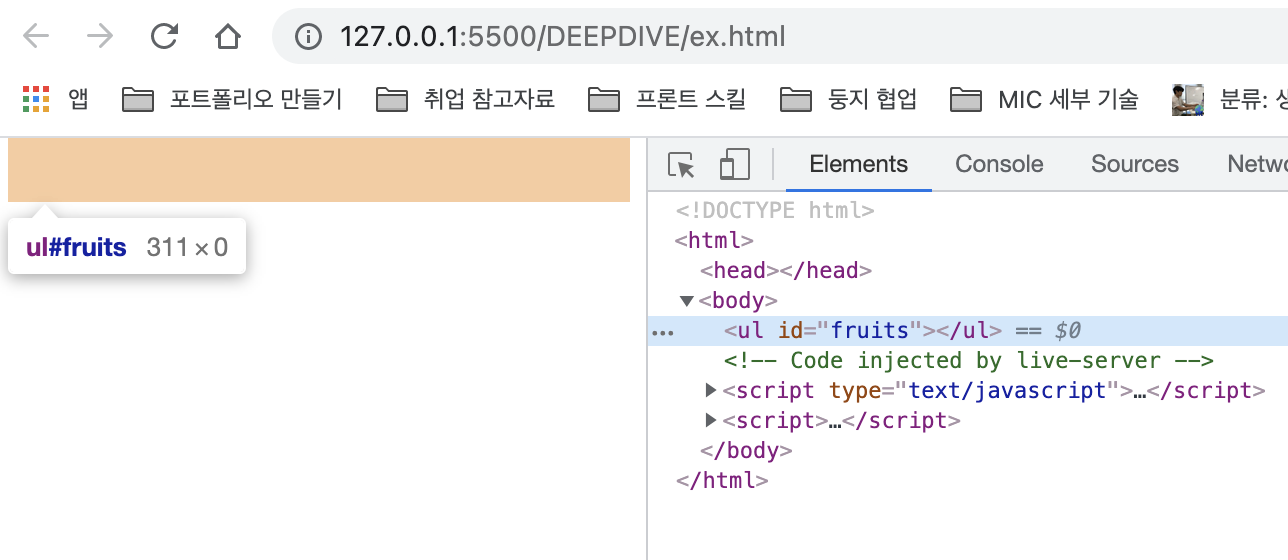 127.0.0.1:5500/DEEPDIVE/ex.html
앱 포트폴리오 만들기 취업 참고자료 프론트 스킬 둥지 협업 MIC 세부 기술 분류:
Elements Console Sources
<!DOCTYPE html>
<html>
<head></head>
<body>
ul#fruits 311 × 0
... <ul id="fruits"></ul> == $0
<!-- Code injected by live-server -->
<script type="text/javascript">…</script>
<script>…</script>
</body>
</html>